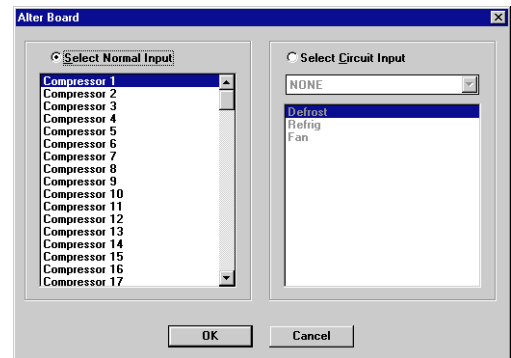 Alter Board
Select Normal Input
Compressor 1
Compressor 2
Compressor 3
Compressor 4
Compressor 5
Compressor 6
Compressor 7
Compressor 8
Compressor 9
Compressor 10
Compressor 11
Compressor 12
Compressor 13
Compressor 14
Compressor 15
Compressor 16
Compressor 17
Select Circuit Input
NONE
Defrost
Refrig
Fan
OK
Cancel